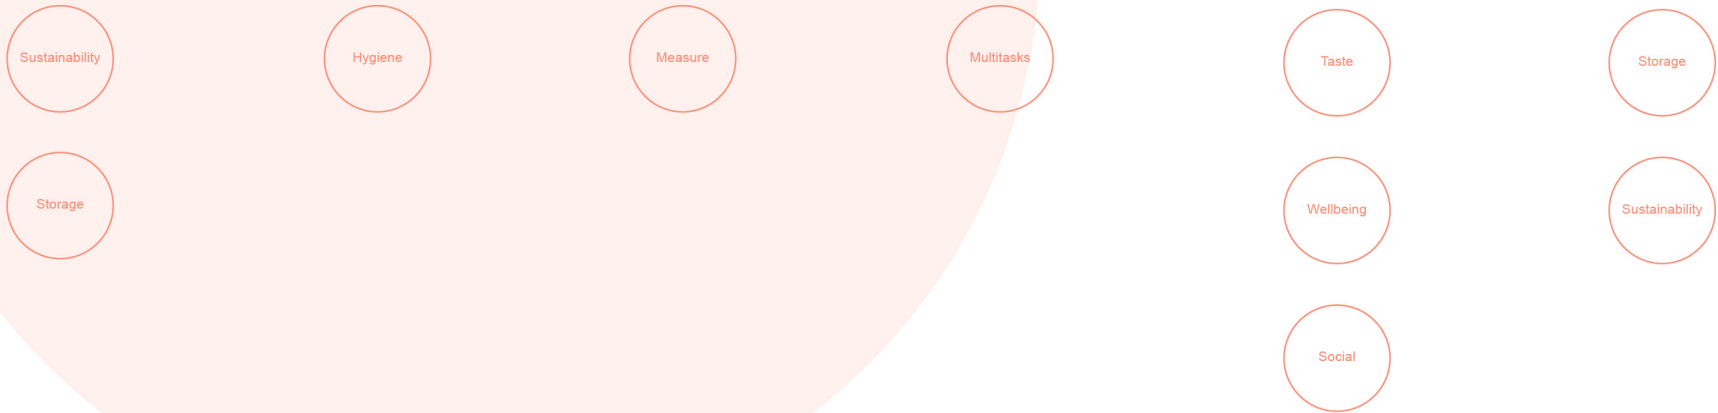 Sustainability
Hygiene
Measure
Multitasks
Taste
Storage
Storage
Wellbeing
Sustainability
Social